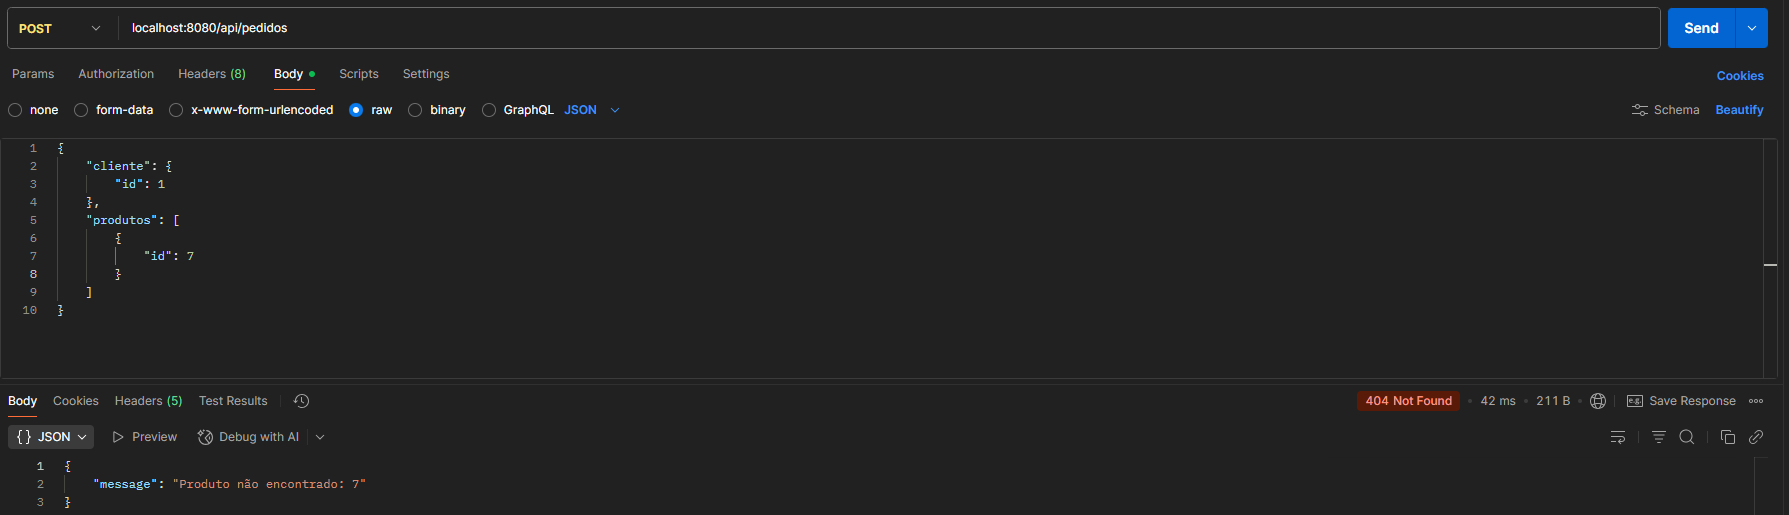 POST localhost:8080/api/pedidos Send
Params Authorization Headers (8) Body Scripts Settings Cookies
none form-data x-www-form-urlencoded raw binary GraphQL JSON Schema Beautify
1 {
2 "cliente": {
3 "id": 1
4 },
5 "produtos": [
6 {
7 "id": 7
8 }
9 ]
10 }
Body Cookies Headers (5) Test Results 404 Not Found 42 ms 211 B e.g. Save Response
{} JSON Preview Debug with AI
1 {
2 "message": "Produto não encontrado: 7"
3 }